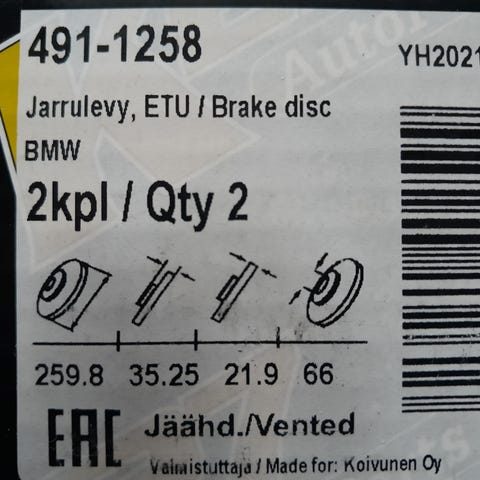 491-1258
YH2021
Jarrulevy, ETU / Brake disc
BMW
2kpl / Qty 2
259.8 35.25 21.9 66
EAC Jäähd./Vented
Valmistuttaja / Made for: Koivunen Oy